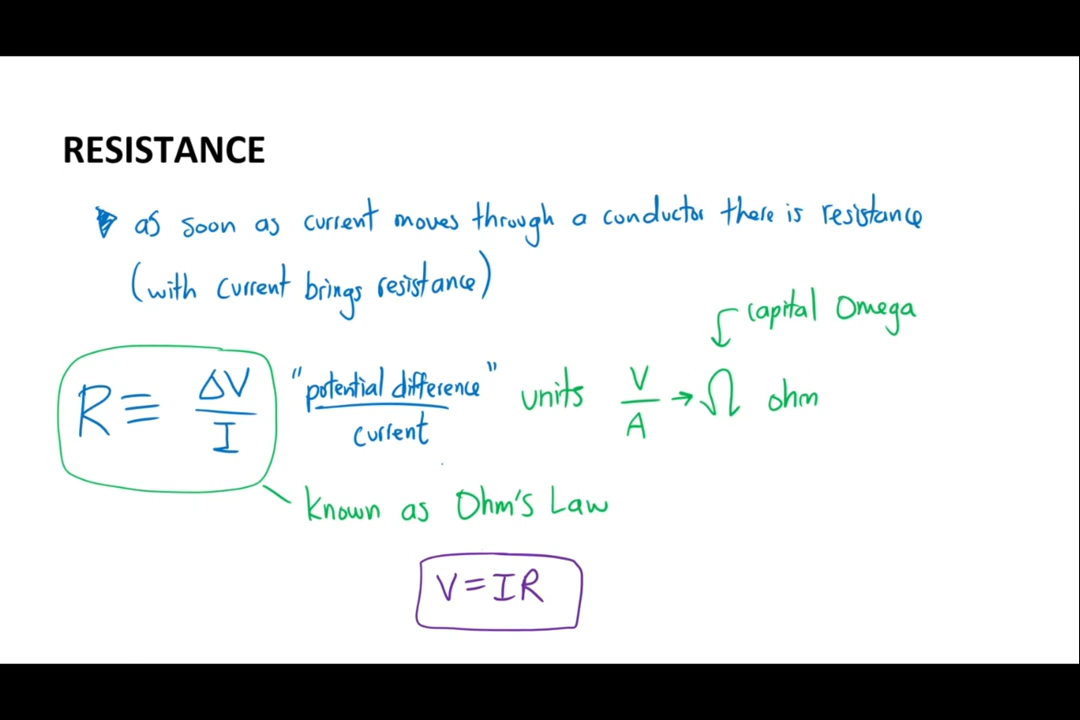 RESISTANCE
as soon as current moves through a conductor there is resistance
(with current brings resistance)
capital Omega
R ≡ ΔV / I "potential difference" / current units V / A → Ω ohm
known as Ohm's Law
V = IR